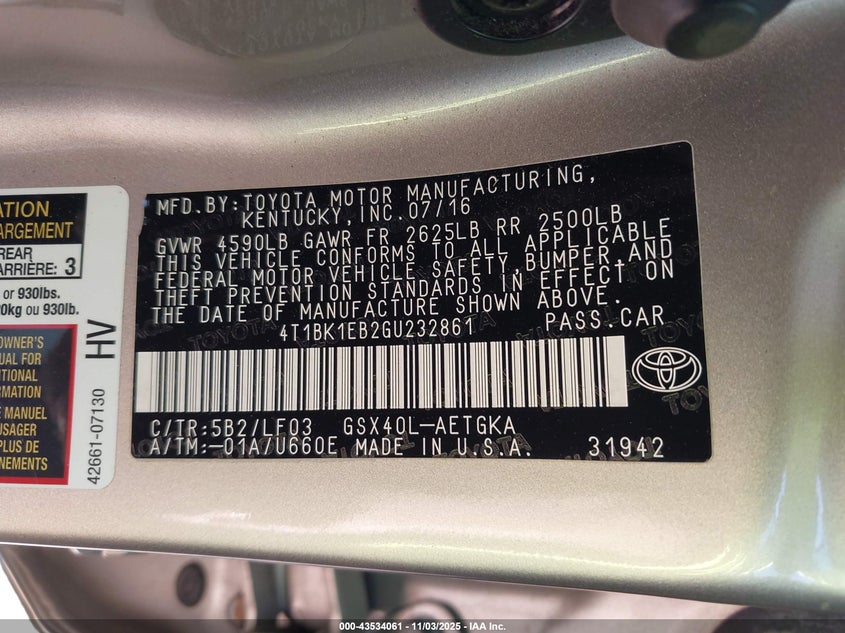 MFD.BY:TOYOTA MOTOR MANUFACTURING,
KENTUCKY,INC.07/16
GVWR 4590LB GAWR FR 2625LB RR 2500LB
THIS VEHICLE CONFORMS TO ALL APPLICABLE
FEDERAL MOTOR VEHICLE SAFETY,BUMPER,AND
THEFT PREVENTION STANDARDS IN EFFECT ON
THE DATE OF MANUFACTURE SHOWN ABOVE.
4T1BK1EB2GU232861 PASS.CAR
C/TR:5B2/LF03 GSX40L-AETGKA
A/TM:-01A/U660E MADE IN U.S.A. 31942
ATION
ARGEMENT
REAR
ARRIÈRE: 3
or 930lbs.
0kg ou 930lb.
OWNER'S
UAL FOR
ITIONAL
RMATION
E MANUEL
USAGER
POUR
NEMENTS
HV
42661-07130
000-43534061 - 11/03/2025 - IAA Inc.